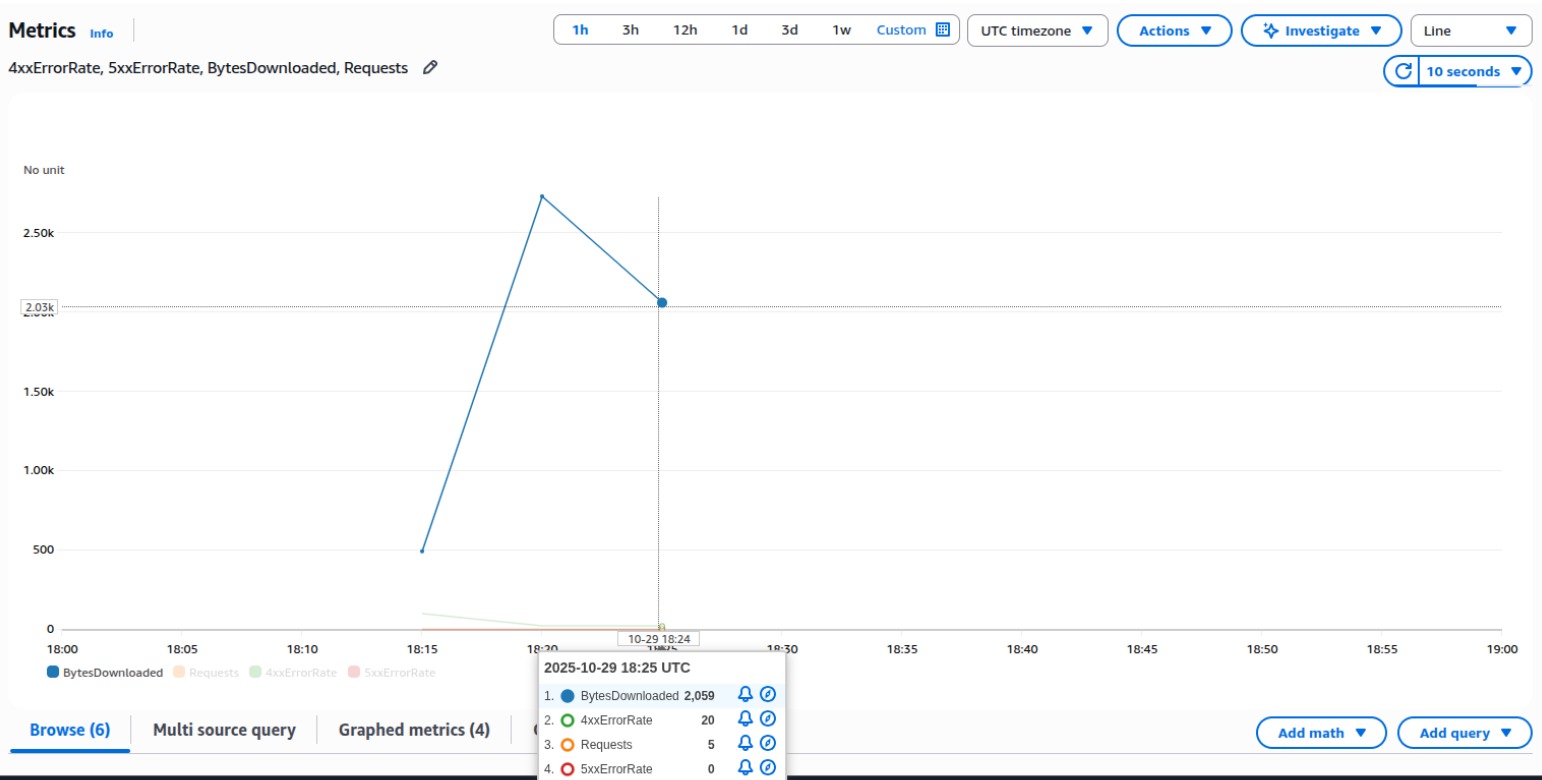 Metrics Info 1h 3h 12h 1d 3d 1w Custom UTC timezone Actions Investigate Line
4xxErrorRate, 5xxErrorRate, BytesDownloaded, Requests 10 seconds
No unit
2.50k
2.03k
1.50k
1.00k
500
0
10-29 18:24
18:00 18:05 18:10 18:15 18:20 18:25 18:30 18:35 18:40 18:45 18:50 18:55 19:00
BytesDownloaded Requests 4xxErrorRate 5xxErrorRate
2025-10-29 18:25 UTC
1. BytesDownloaded 2,059
2. 4xxErrorRate 20
3. Requests 5
4. 5xxErrorRate 0
Browse (6) Multi source query Graphed metrics (4) Add math Add query